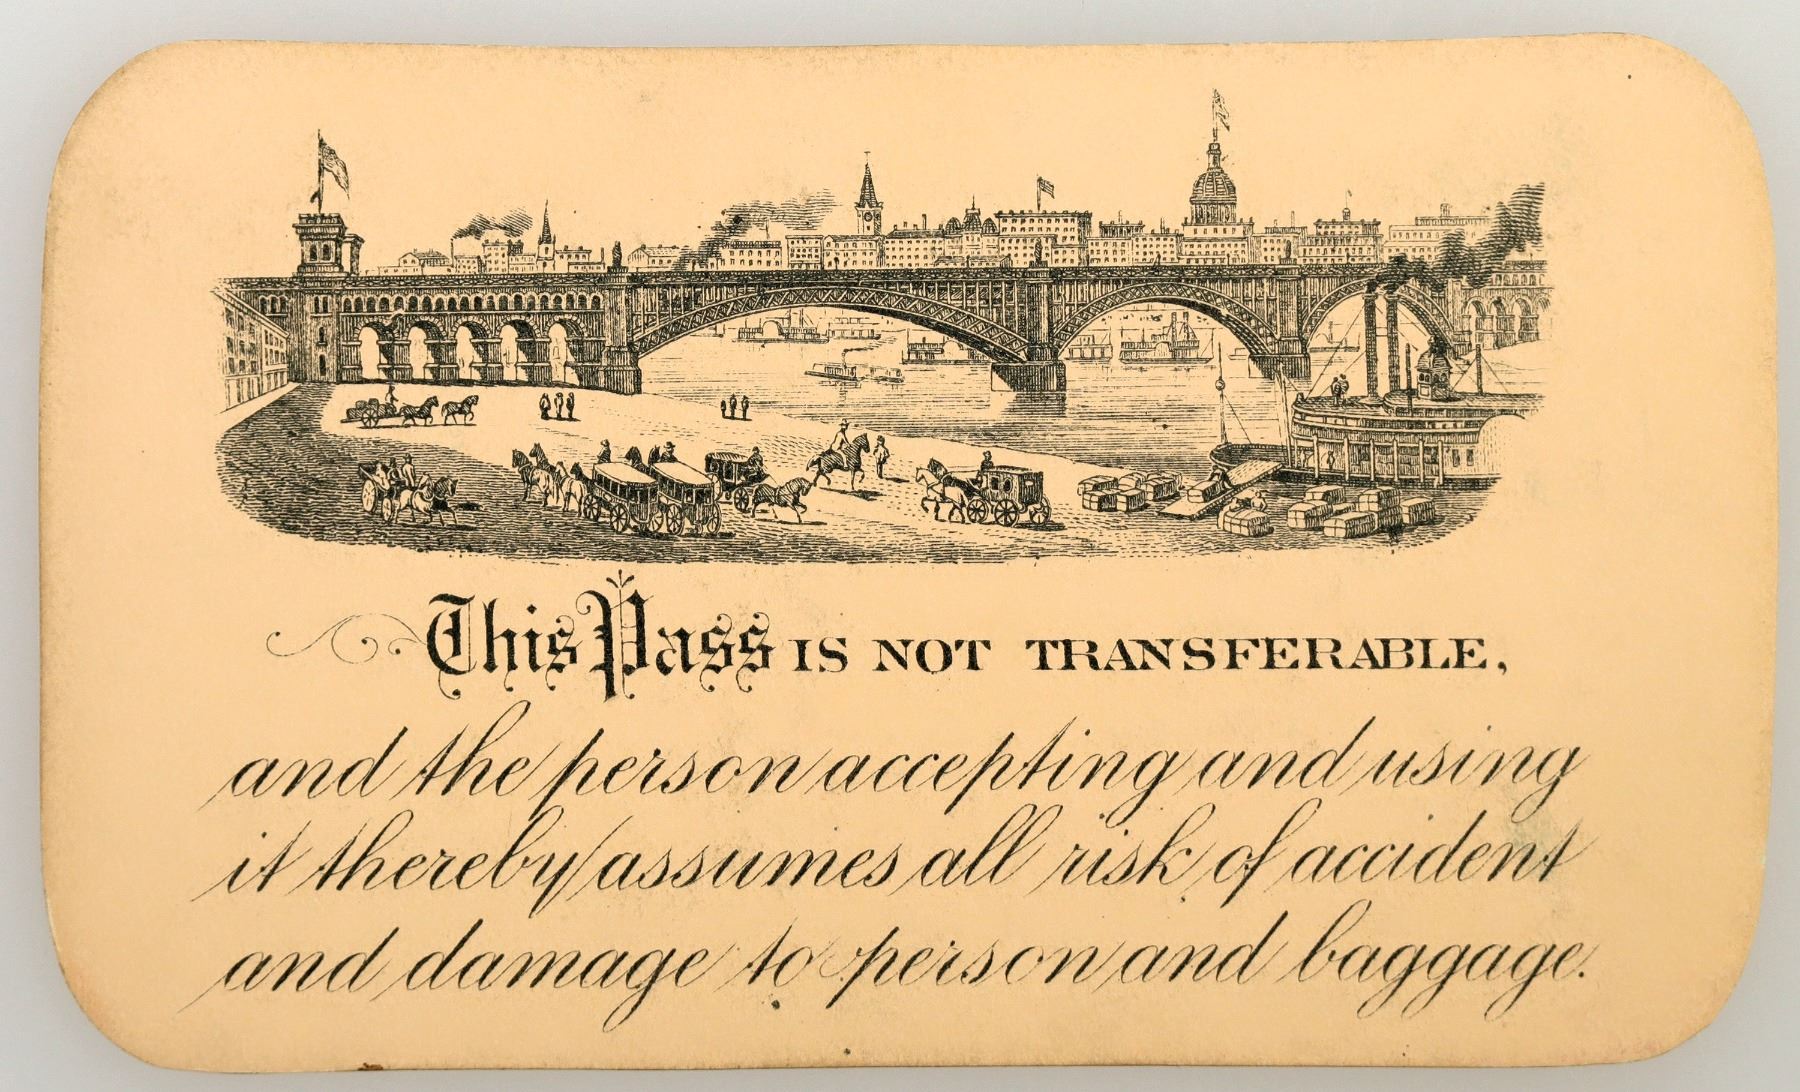 This Pass IS NOT TRANSFERABLE,
and the person accepting and using
it thereby assumes all risk of accident
and damage to person and baggage.